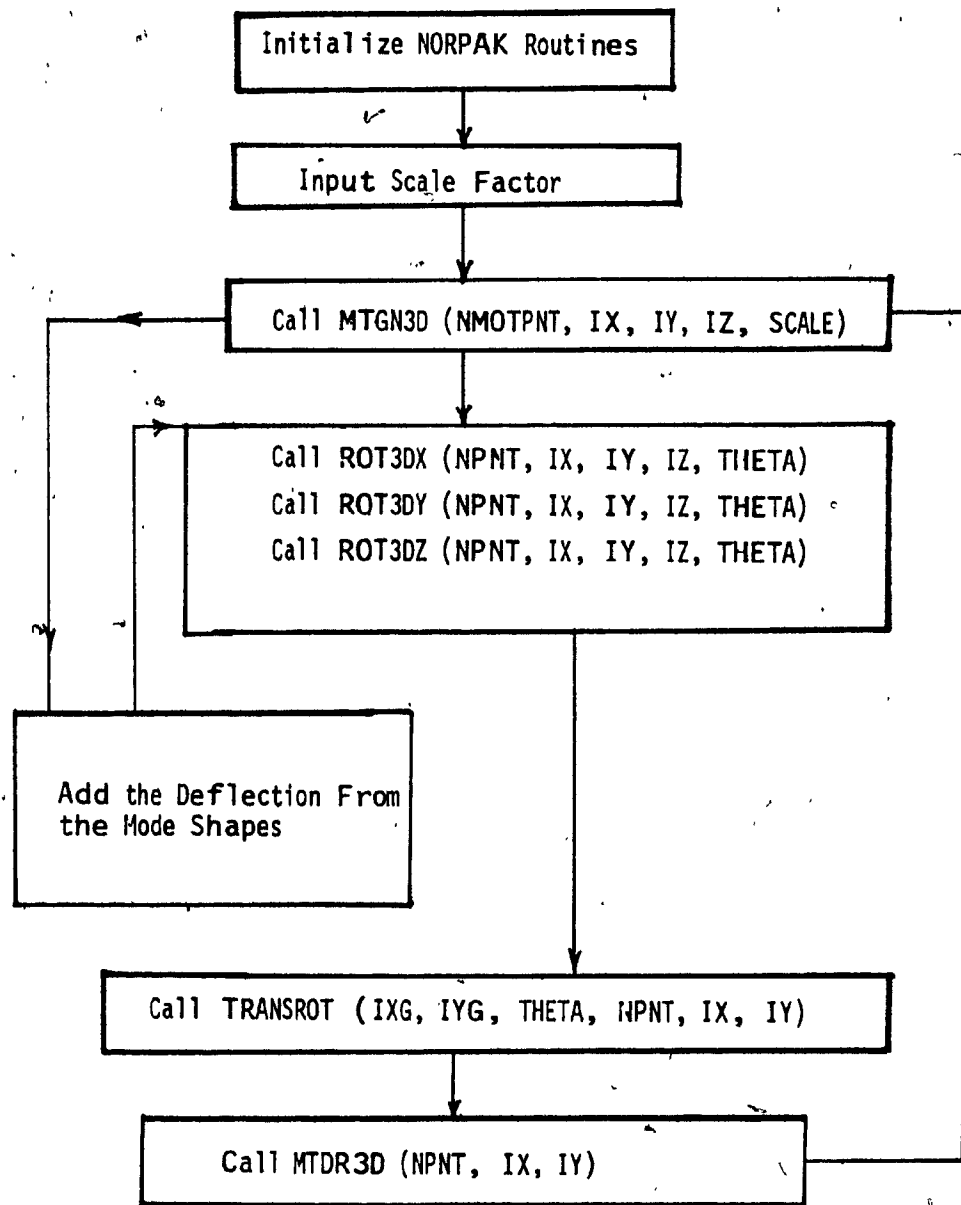 Initialize NORPAK Routines
Input Scale Factor
Call MTGN3D (NMOTPNT, IX, IY, IZ, SCALE)
Call ROT3DX (NPNT, IX, IY, IZ, THETA)
Call ROT3DY (NPNT, IX, IY, IZ, THETA)
Call ROT3DZ (NPNT, IX, IY, IZ, THETA)
Add the Deflection From
the Mode Shapes
Call TRANSROT (IXG, IYG, THETA, NPNT, IX, IY)
Call MTDR3D (NPNT, IX, IY)